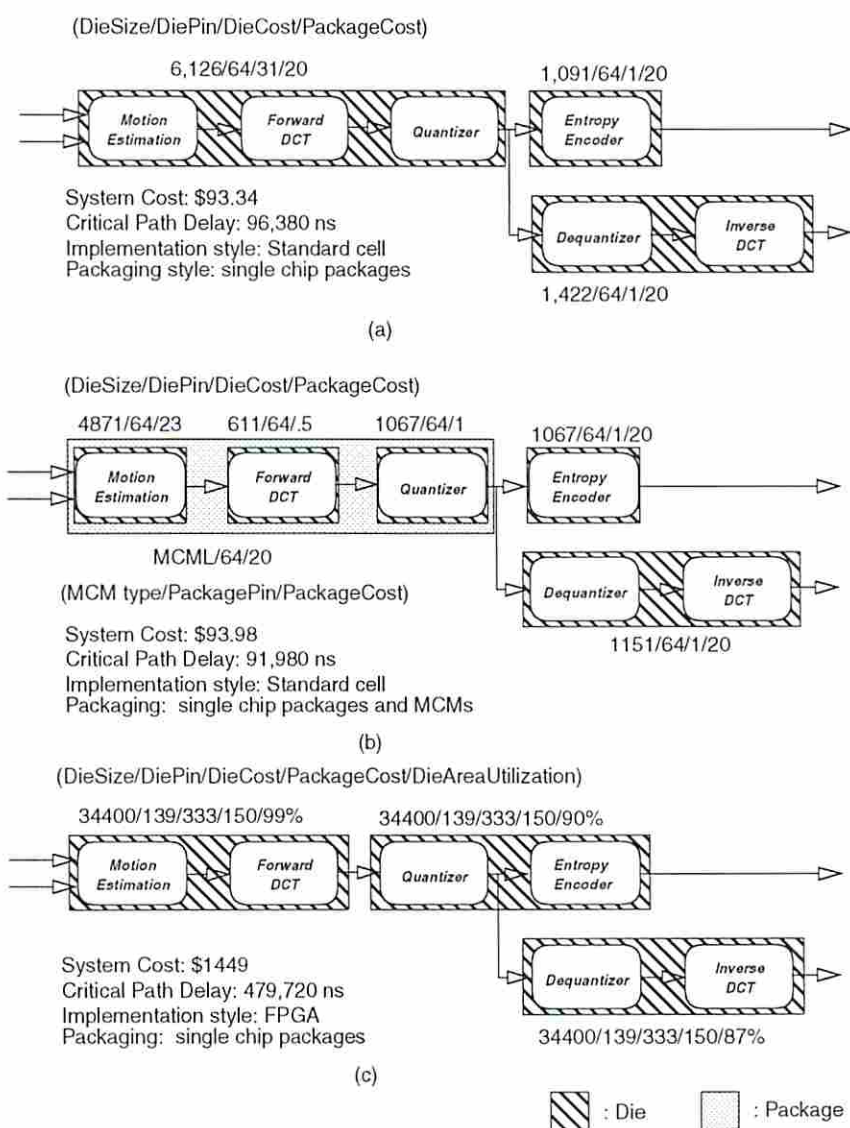 (DieSize/DiePin/DieCost/PackageCost)
6,126/64/31/20
1,091/64/1/20
Motion Estimation
Forward DCT
Quantizer
Entropy Encoder
System Cost: $93.34
Critical Path Delay: 96,380 ns
Implementation style: Standard cell
Packaging style: single chip packages
Dequantizer
Inverse DCT
1,422/64/1/20
(a)
(DieSize/DiePin/DieCost/PackageCost)
4871/64/23
611/64/.5
1067/64/1
1067/64/1/20
Motion Estimation
Forward DCT
Quantizer
Entropy Encoder
MCML/64/20
(MCM type/PackagePin/PackageCost)
Dequantizer
Inverse DCT
1151/64/1/20
System Cost: $93.98
Critical Path Delay: 91,980 ns
Implementation style: Standard cell
Packaging: single chip packages and MCMs
(b)
(DieSize/DiePin/DieCost/PackageCost/DieAreaUtilization)
34400/139/333/150/99%
34400/139/333/150/90%
Motion Estimation
Forward DCT
Quantizer
Entropy Encoder
System Cost: $1449
Critical Path Delay: 479,720 ns
Implementation style: FPGA
Packaging: single chip packages
Dequantizer
Inverse DCT
34400/139/333/150/87%
(c)
: Die
: Package